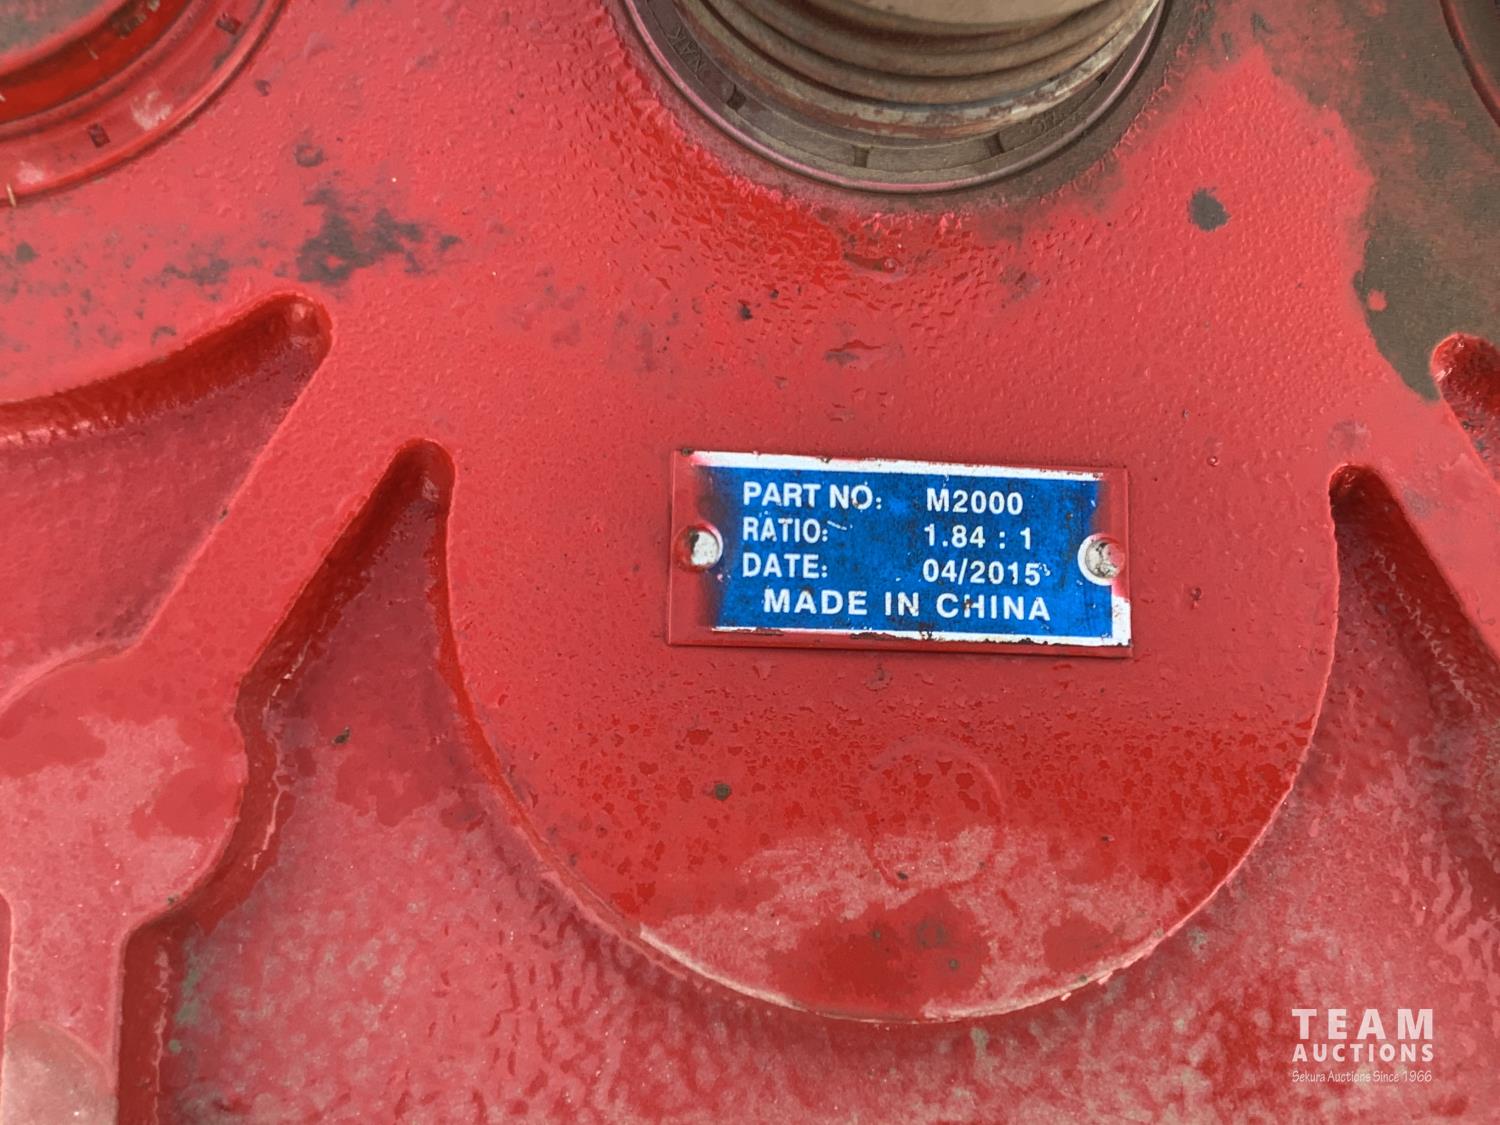 PART NO: M2000
RATIO: 1.84 : 1
DATE: 04/2015
MADE IN CHINA
TEAM
AUCTIONS
Sekura Auctions Since 1966